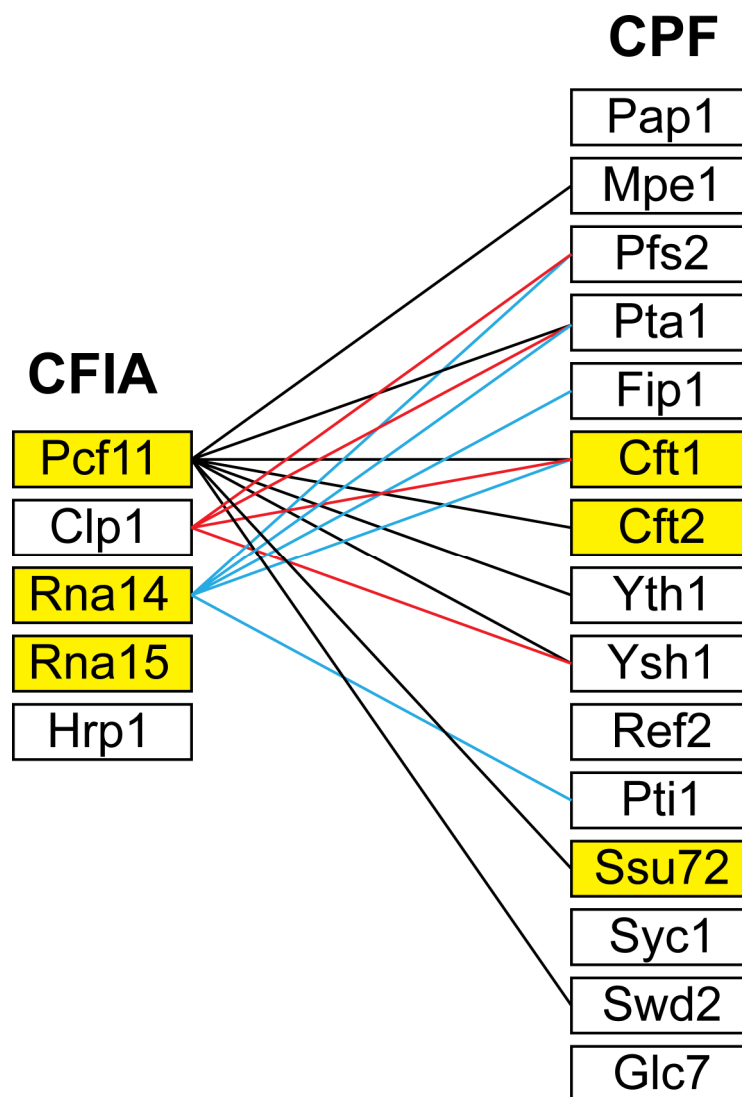 CPF
Pap1
Mpe1
Pfs2
Pta1
Fip1
Cft1
Cft2
Yth1
Ysh1
Ref2
Pti1
Ssu72
Syc1
Swd2
Glc7
CFIA
Pcf11
Clp1
Rna14
Rna15
Hrp1